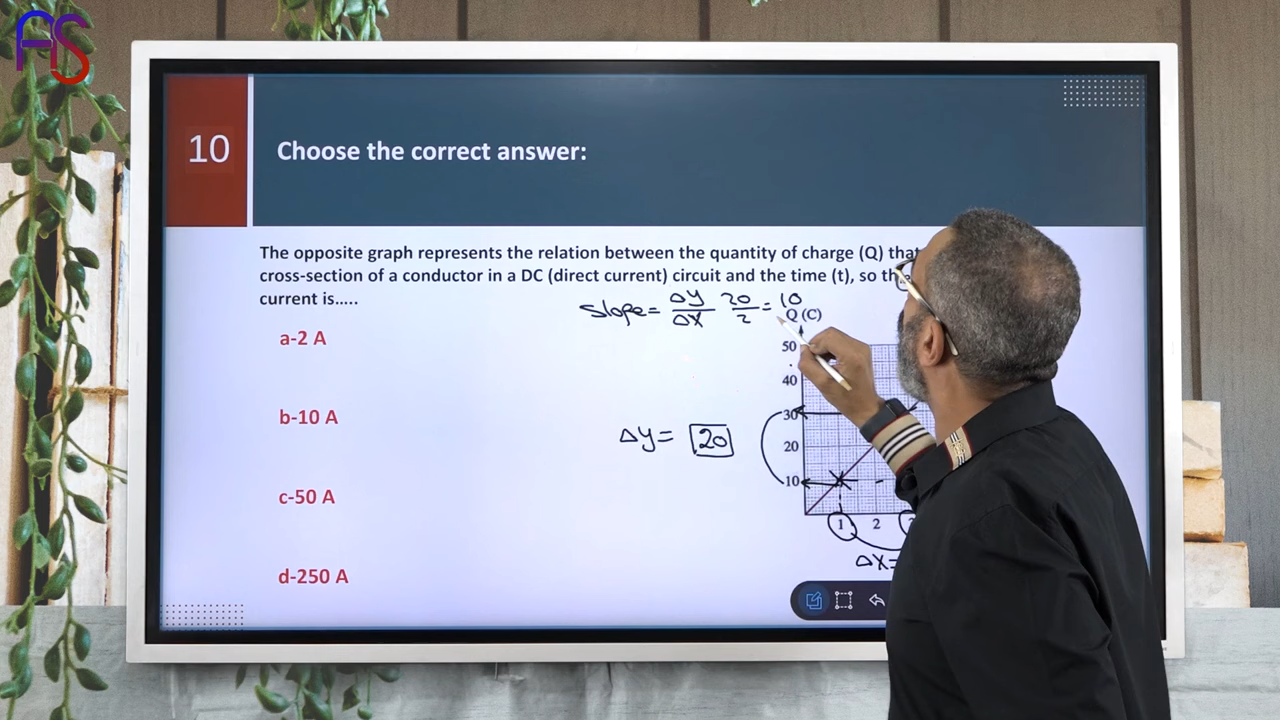 AS
10
Choose the correct answer:
The opposite graph represents the relation between the quantity of charge (Q) that
cross-section of a conductor in a DC (direct current) circuit and the time (t), so
current is.....
Slope = ΔY/ΔX 20/2 = 10
Q (C)
a-2 A
50
40
b-10 A
30
ΔY = 20
20
10
c-50 A
1 2
ΔX=
d-250 A